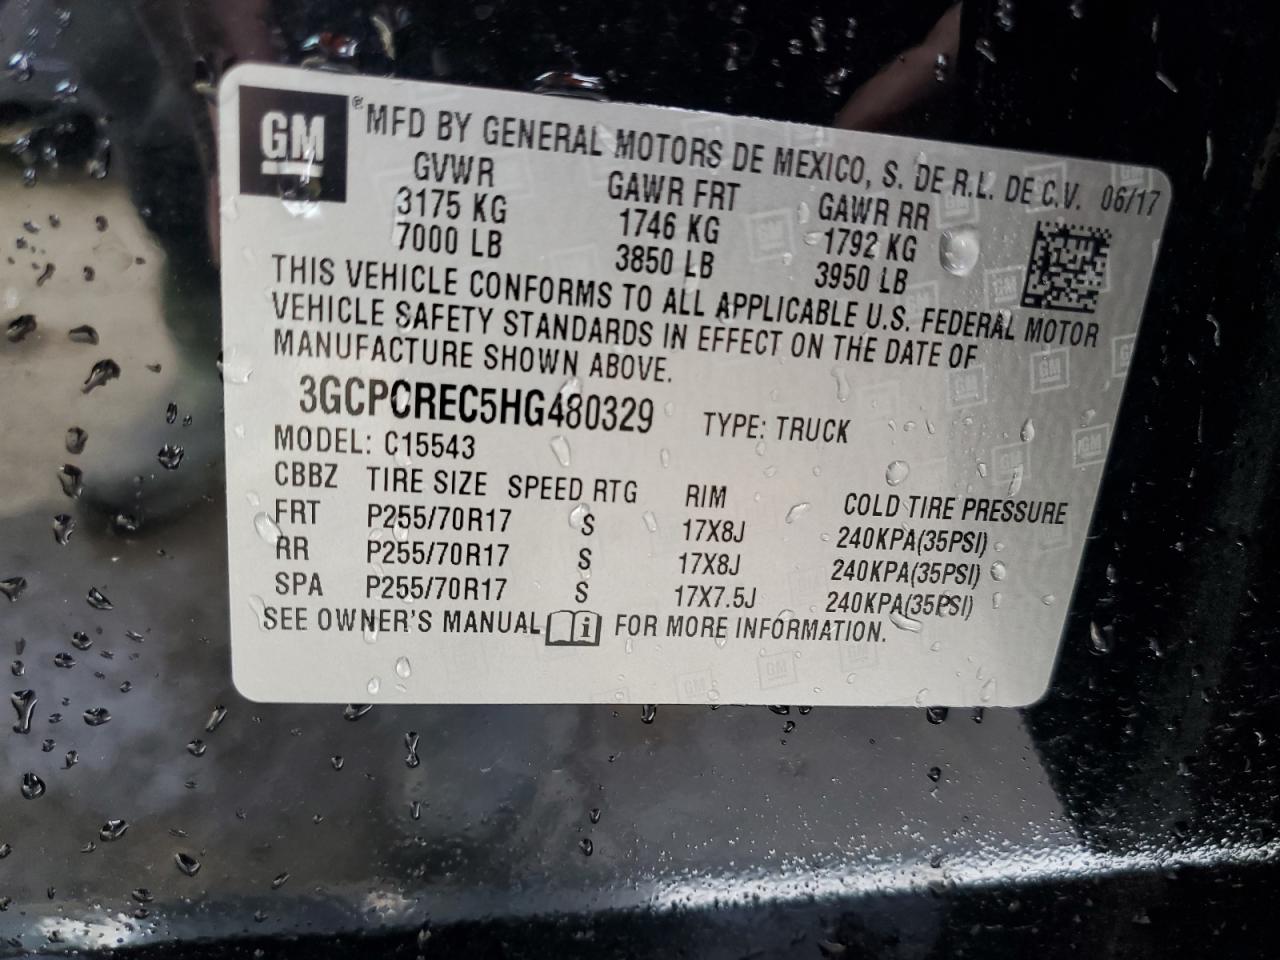 GM ® MFD BY GENERAL MOTORS DE MEXICO, S. DE R.L. DE C.V. 06/17
GVWR GAWR FRT GAWR RR
3175 KG 1746 KG 1792 KG
7000 LB 3850 LB 3950 LB
THIS VEHICLE CONFORMS TO ALL APPLICABLE U.S. FEDERAL MOTOR
VEHICLE SAFETY STANDARDS IN EFFECT ON THE DATE OF
MANUFACTURE SHOWN ABOVE.
3GCPCREC5HG480329 TYPE: TRUCK
MODEL: C15543
CBBZ TIRE SIZE SPEED RTG RIM COLD TIRE PRESSURE
FRT P255/70R17 S 17X8J 240KPA(35PSI)
RR P255/70R17 S 17X8J 240KPA(35PSI)
SPA P255/70R17 S 17X7.5J 240KPA(35PSI)
SEE OWNER'S MANUAL i FOR MORE INFORMATION.